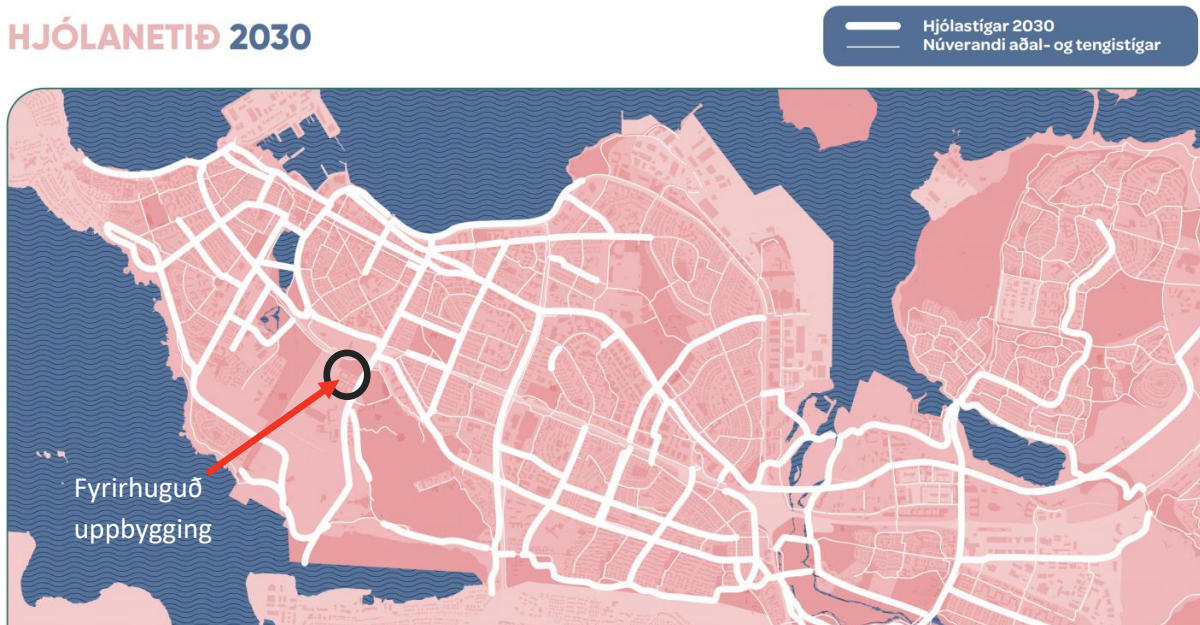 HJÓLANETIÐ 2030
Hjólastígar 2030
Núverandi aðal- og tengistígar
Fyrirhuguð
uppbygging